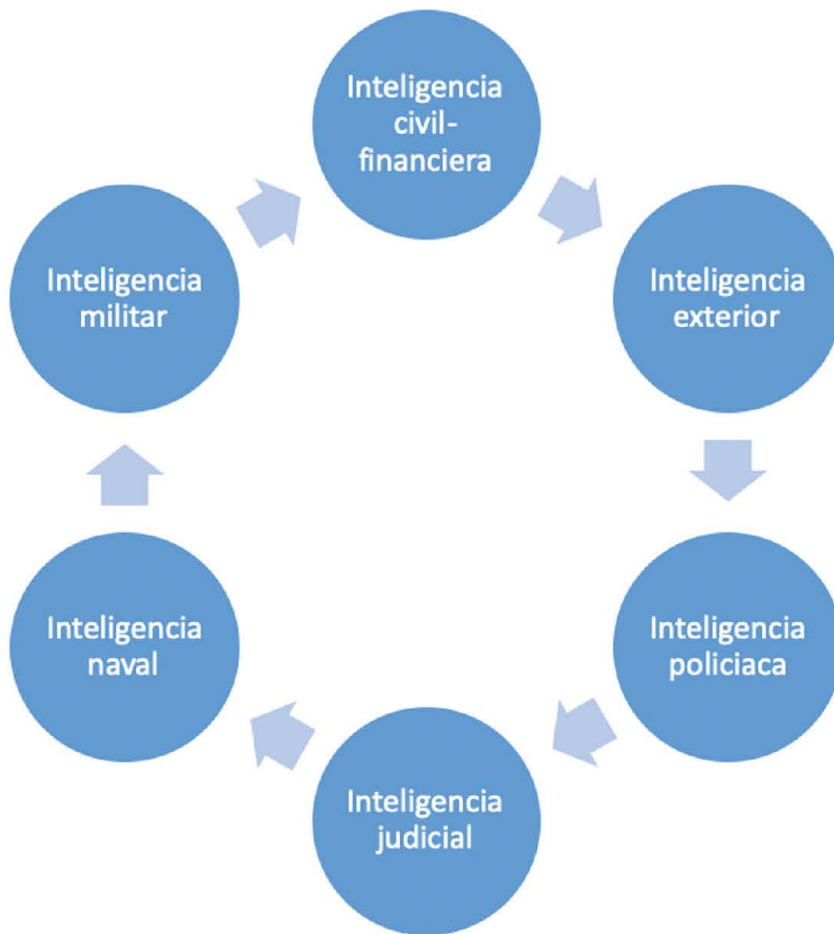 Inteligencia
civil-
financiera
Inteligencia
exterior
Inteligencia
policiaca
Inteligencia
judicial
Inteligencia
naval
Inteligencia
militar